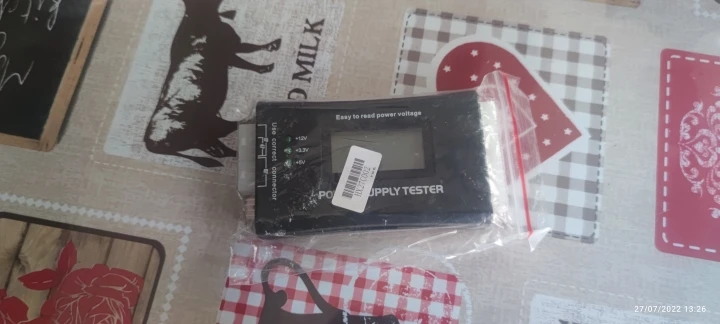 O MILK
Easy to read power voltage
Use correct connector
+12V
+3.3V
+5V
SUPPLY TESTER
27/07/2022 13:26